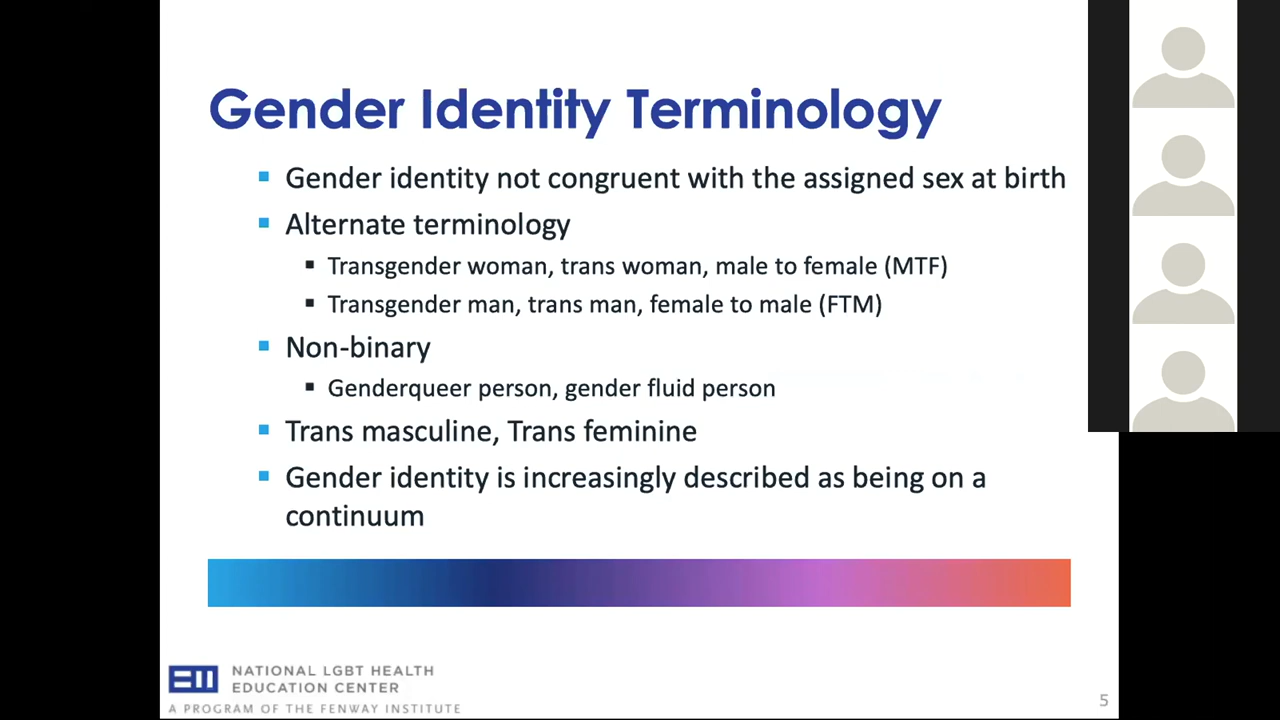 Gender Identity Terminology
Gender identity not congruent with the assigned sex at birth
Alternate terminology
Transgender woman, trans woman, male to female (MTF)
Transgender man, trans man, female to male (FTM)
Non-binary
Genderqueer person, gender fluid person
Trans masculine, Trans feminine
Gender identity is increasingly described as being on a
continuum
NATIONAL LGBT HEALTH
EDUCATION CENTER
A PROGRAM OF THE FENWAY INSTITUTE
5